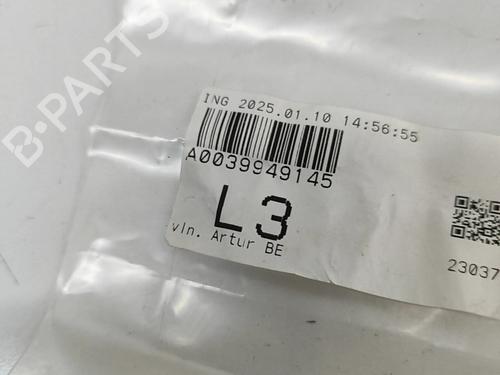 ING 2025.01.10 14:56:55
A0039949145
L3
vln. Artur BE
23037
B-PARTS